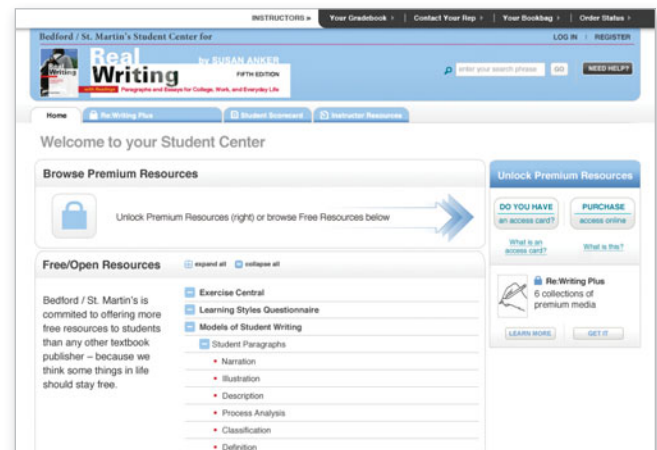 INSTRUCTORS »
Your Gradebook
Contact Your Rep
Your Bookbag
Order Status
Bedford / St. Martin's Student Center for
LOG IN | REGISTER
Real
Writing
with Readings
by SUSAN ANKER
FIFTH EDITION
Paragraphs and Essays for College, Work, and Everyday Life
enter your search phrase
GO
NEED HELP?
Home
Re:Writing Plus
Student Scorecard
Instructor Resources
Welcome to your Student Center
Browse Premium Resources
Unlock Premium Resources (right) or browse Free Resources below
Unlock Premium Resources
DO YOU HAVE
an access card?
PURCHASE
access online
What is an
access card?
What is this?
Re:Writing Plus
6 collections of
premium media
LEARN MORE
GET IT
Free/Open Resources
expand all
collapse all
Bedford / St. Martin's is
commited to offering more
free resources to students
than any other textbook
publisher – because we
think some things in life
should stay free.
Exercise Central
Learning Styles Questionnaire
Models of Student Writing
Student Paragraphs
• Narration
• Illustration
• Description
• Process Analysis
• Classification
• Definition